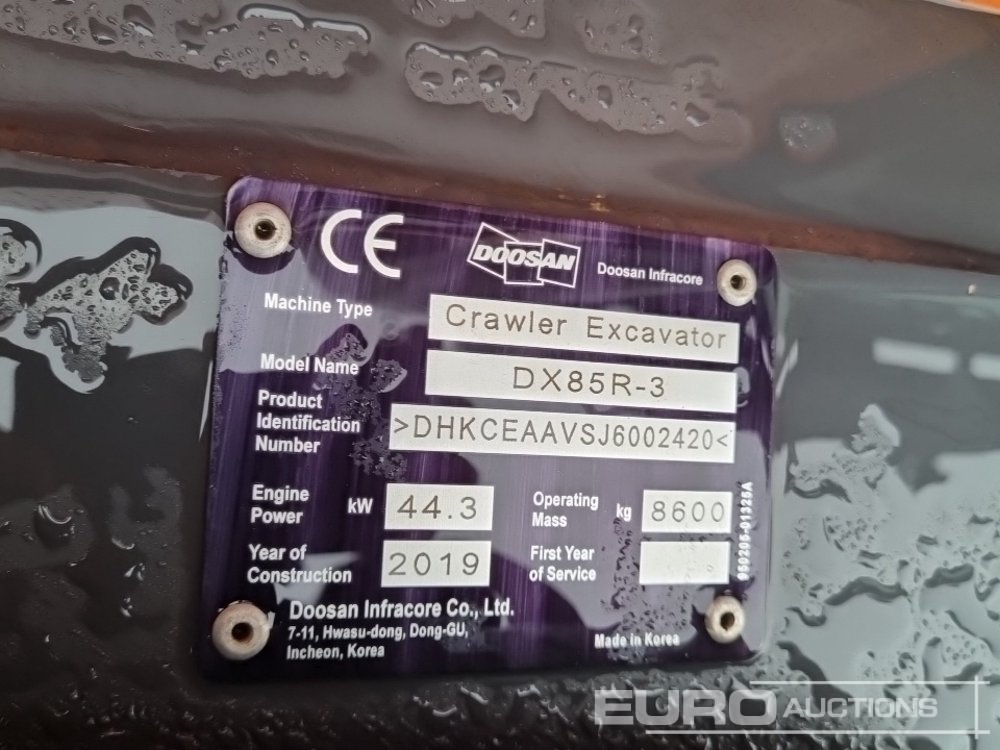 CE DOOSAN Doosan Infracore
Machine Type Crawler Excavator
Model Name DX85R-3
Product
Identification
Number >DHKCEAAVSJ6002420<
Engine
Power kW 44.3
Operating
Mass kg 8600
Year of
Construction 2019
First Year
of Service
950205-01325A
Doosan Infracore Co., Ltd.
7-11, Hwasu-dong, Dong-GU,
Incheon, Korea
Made in Korea
EURO AUCTIONS